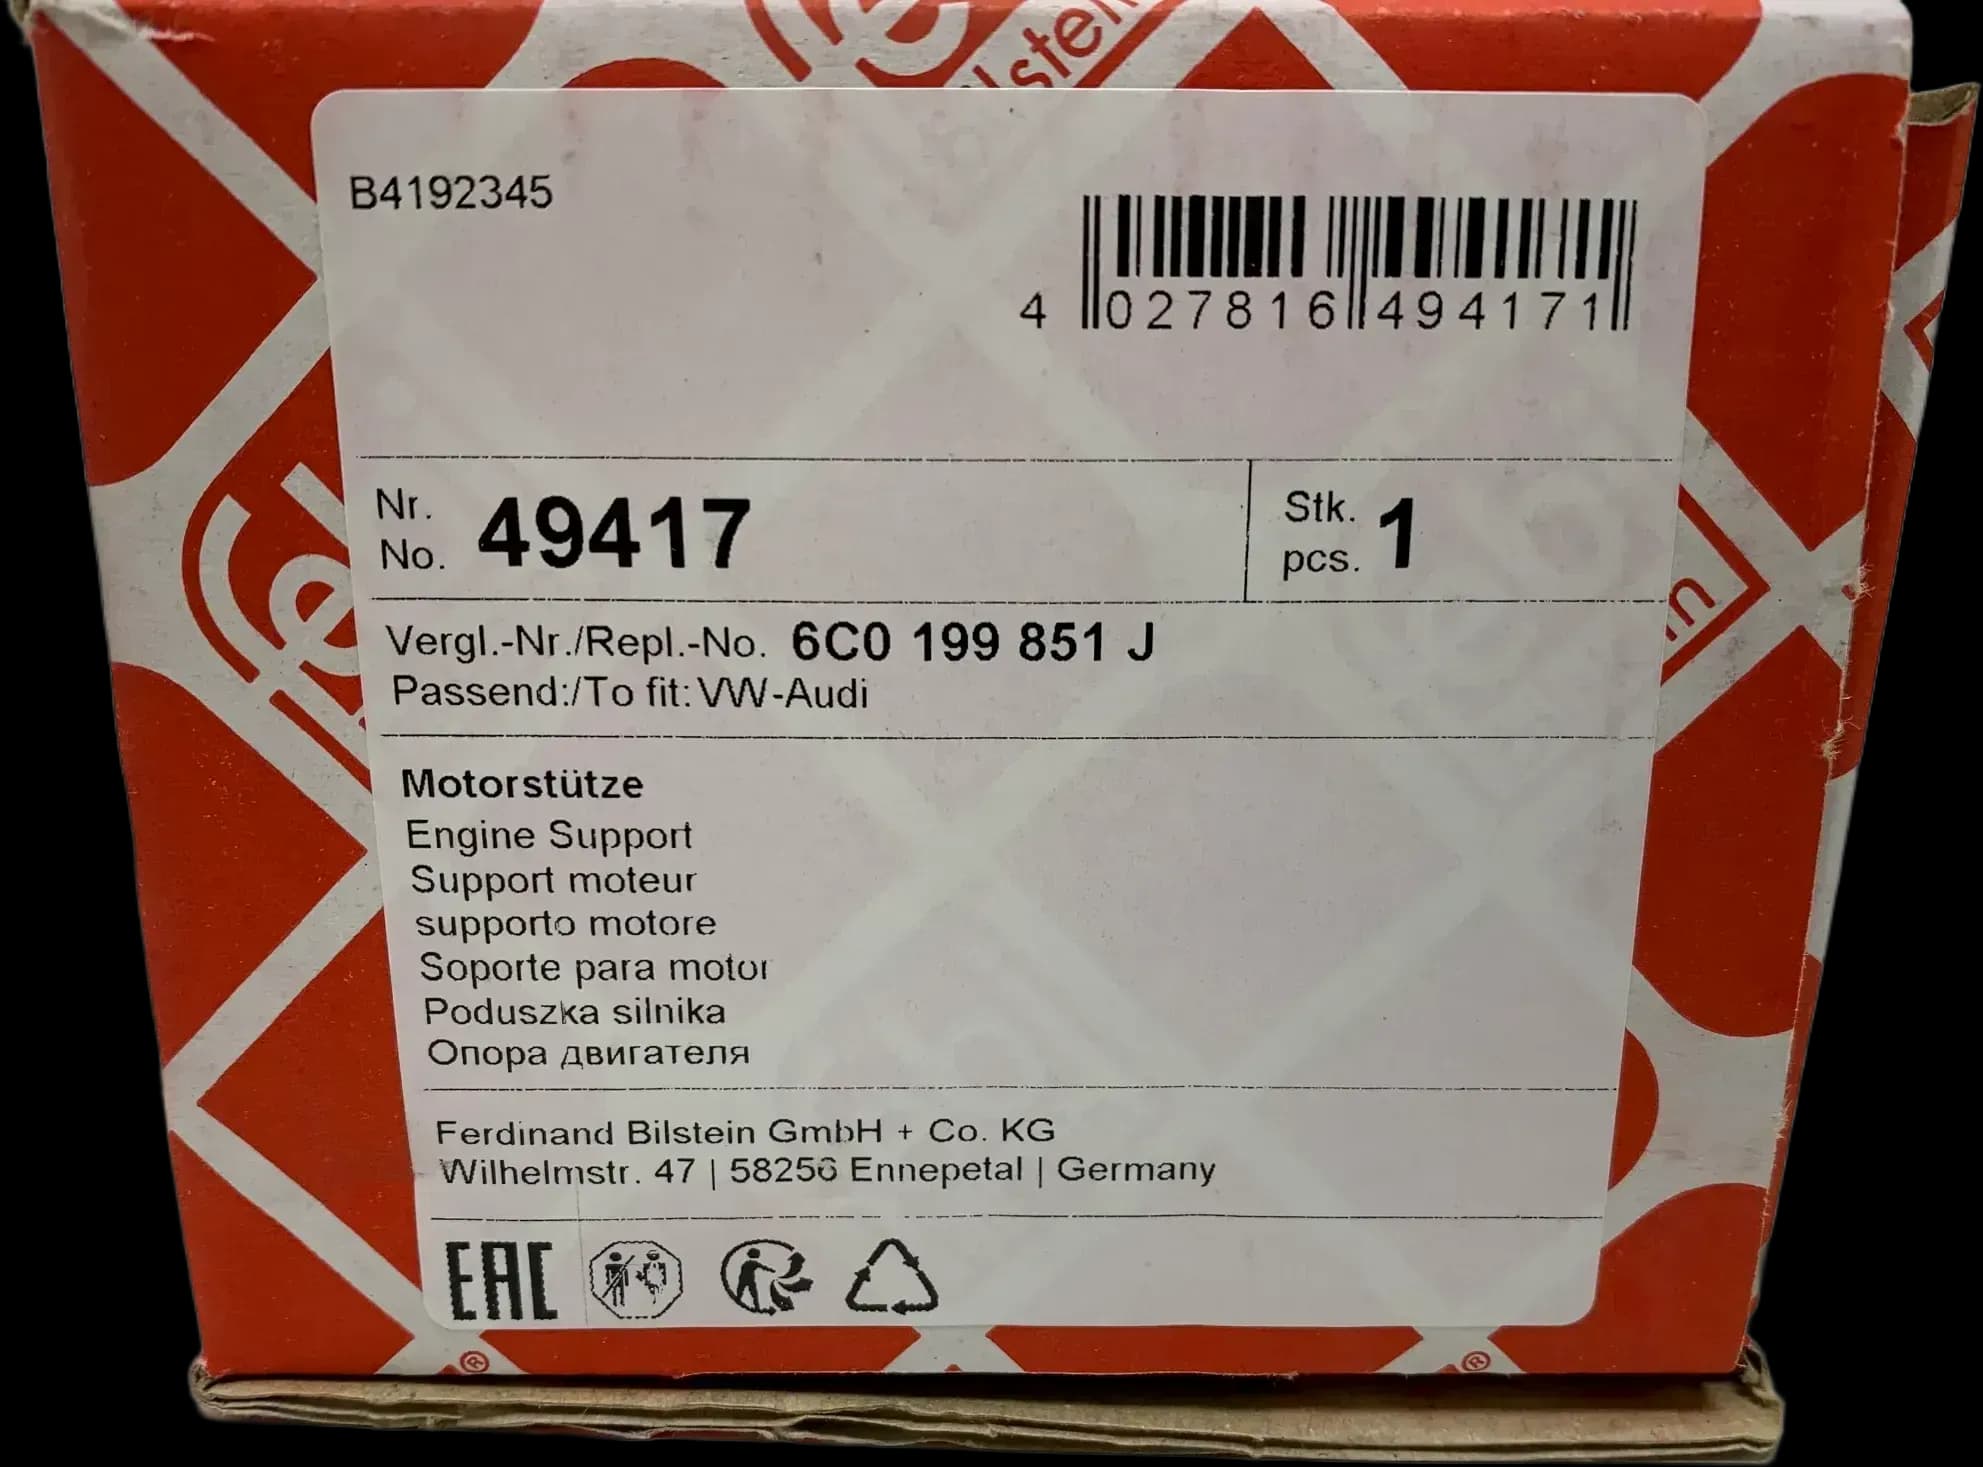 stein
B4192345
4 027816 494171
Nr.
No. 49417
Stk.
pcs. 1
Vergl.-Nr./Repl.-No. 6C0 199 851 J
Passend:/To fit: VW-Audi
Motorstütze
Engine Support
Support moteur
supporto motore
Soporte para motor
Poduszka silnika
Опора двигателя
Ferdinand Bilstein GmbH + Co. KG
Wilhelmstr. 47 | 58256 Ennepetal | Germany
EAC